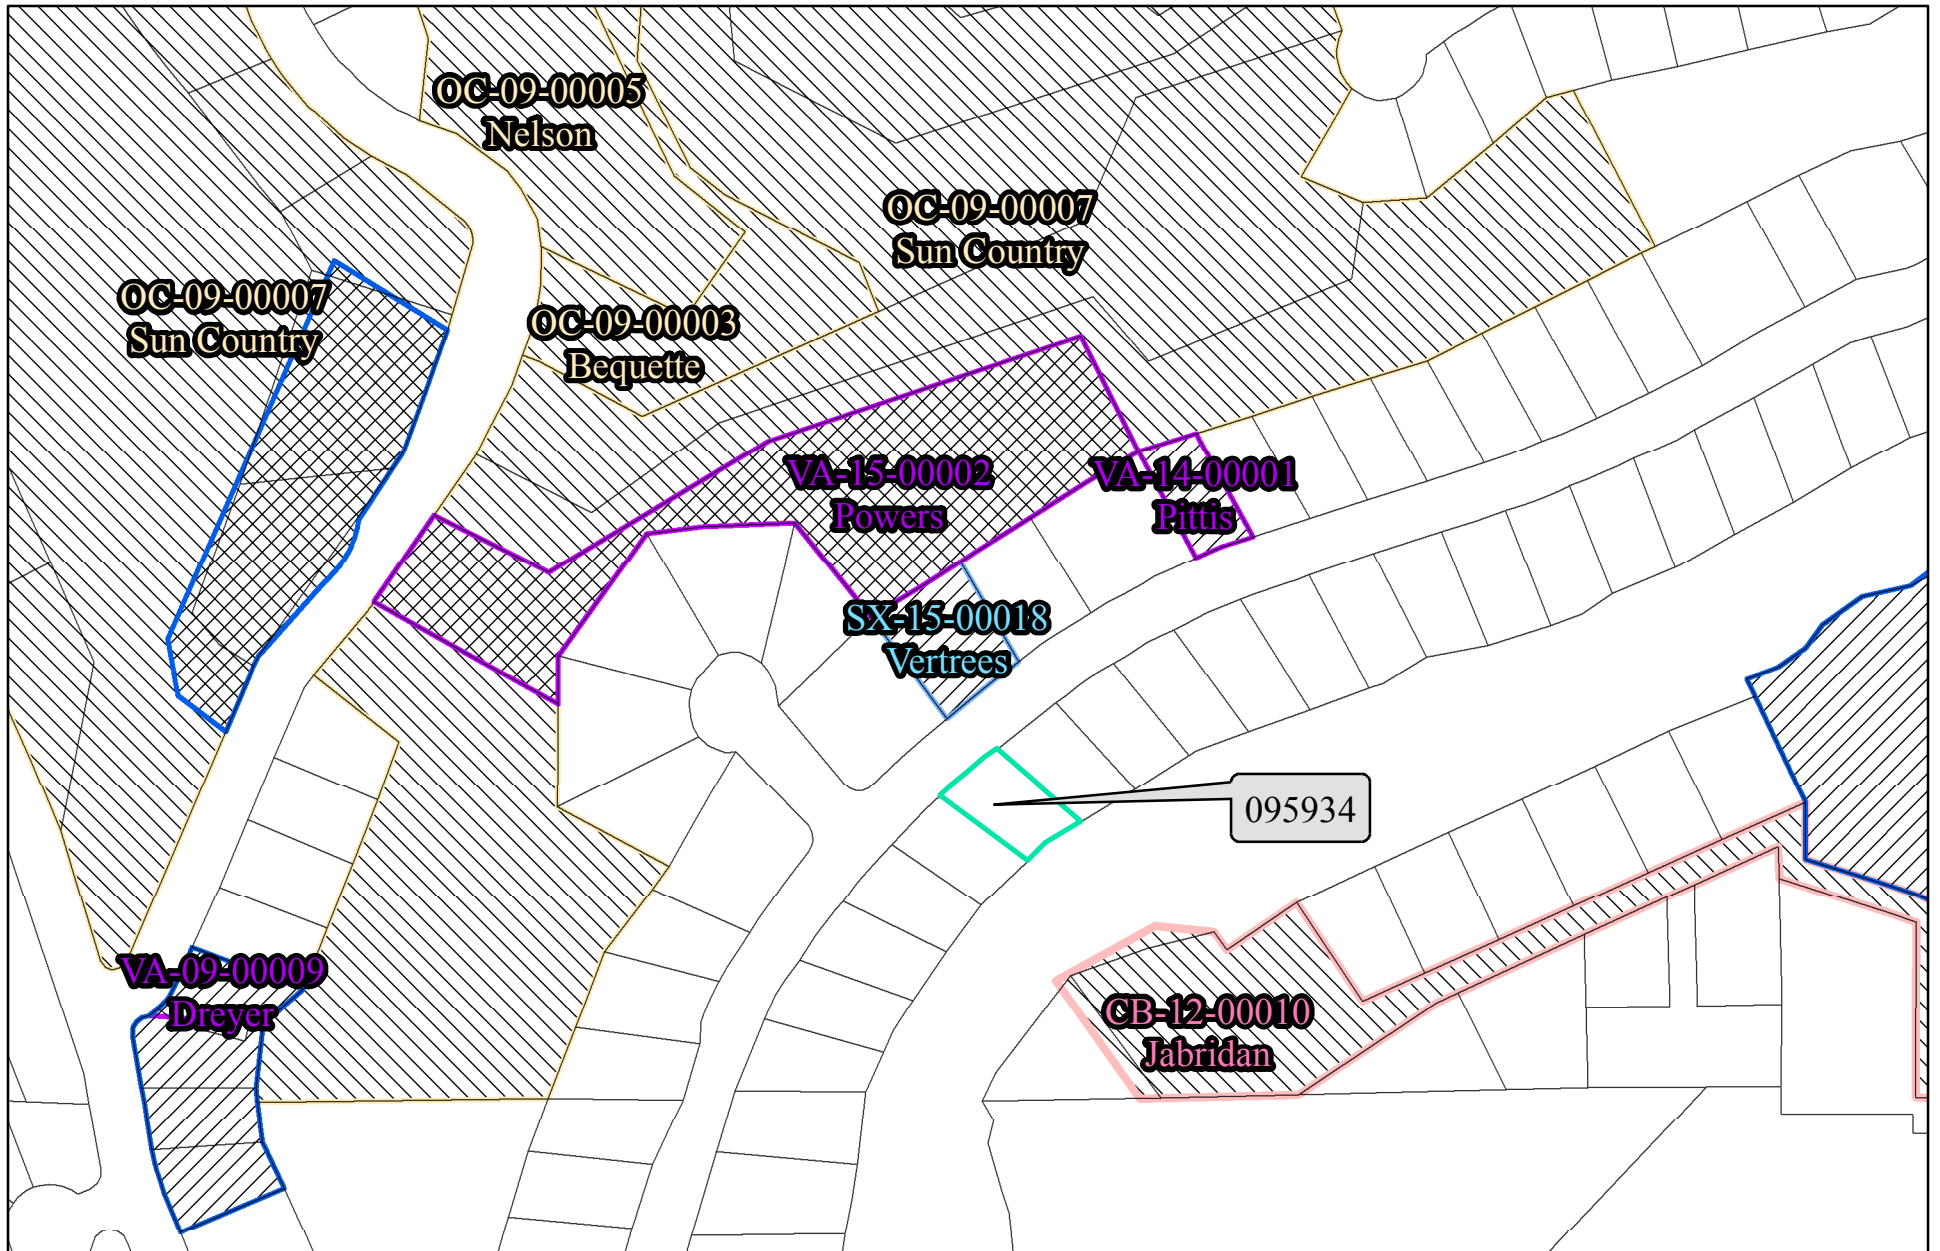 OC-09-00005
Nelson
OC-09-00007
Sun Country
OC-09-00007
Sun Country
OC-09-00003
Bequette
VA-15-00002
Powers
VA-14-00001
Pittis
SX-15-00018
Vertrees
095934
VA-09-00009
Dreyer
CB-12-00010
Jabridan